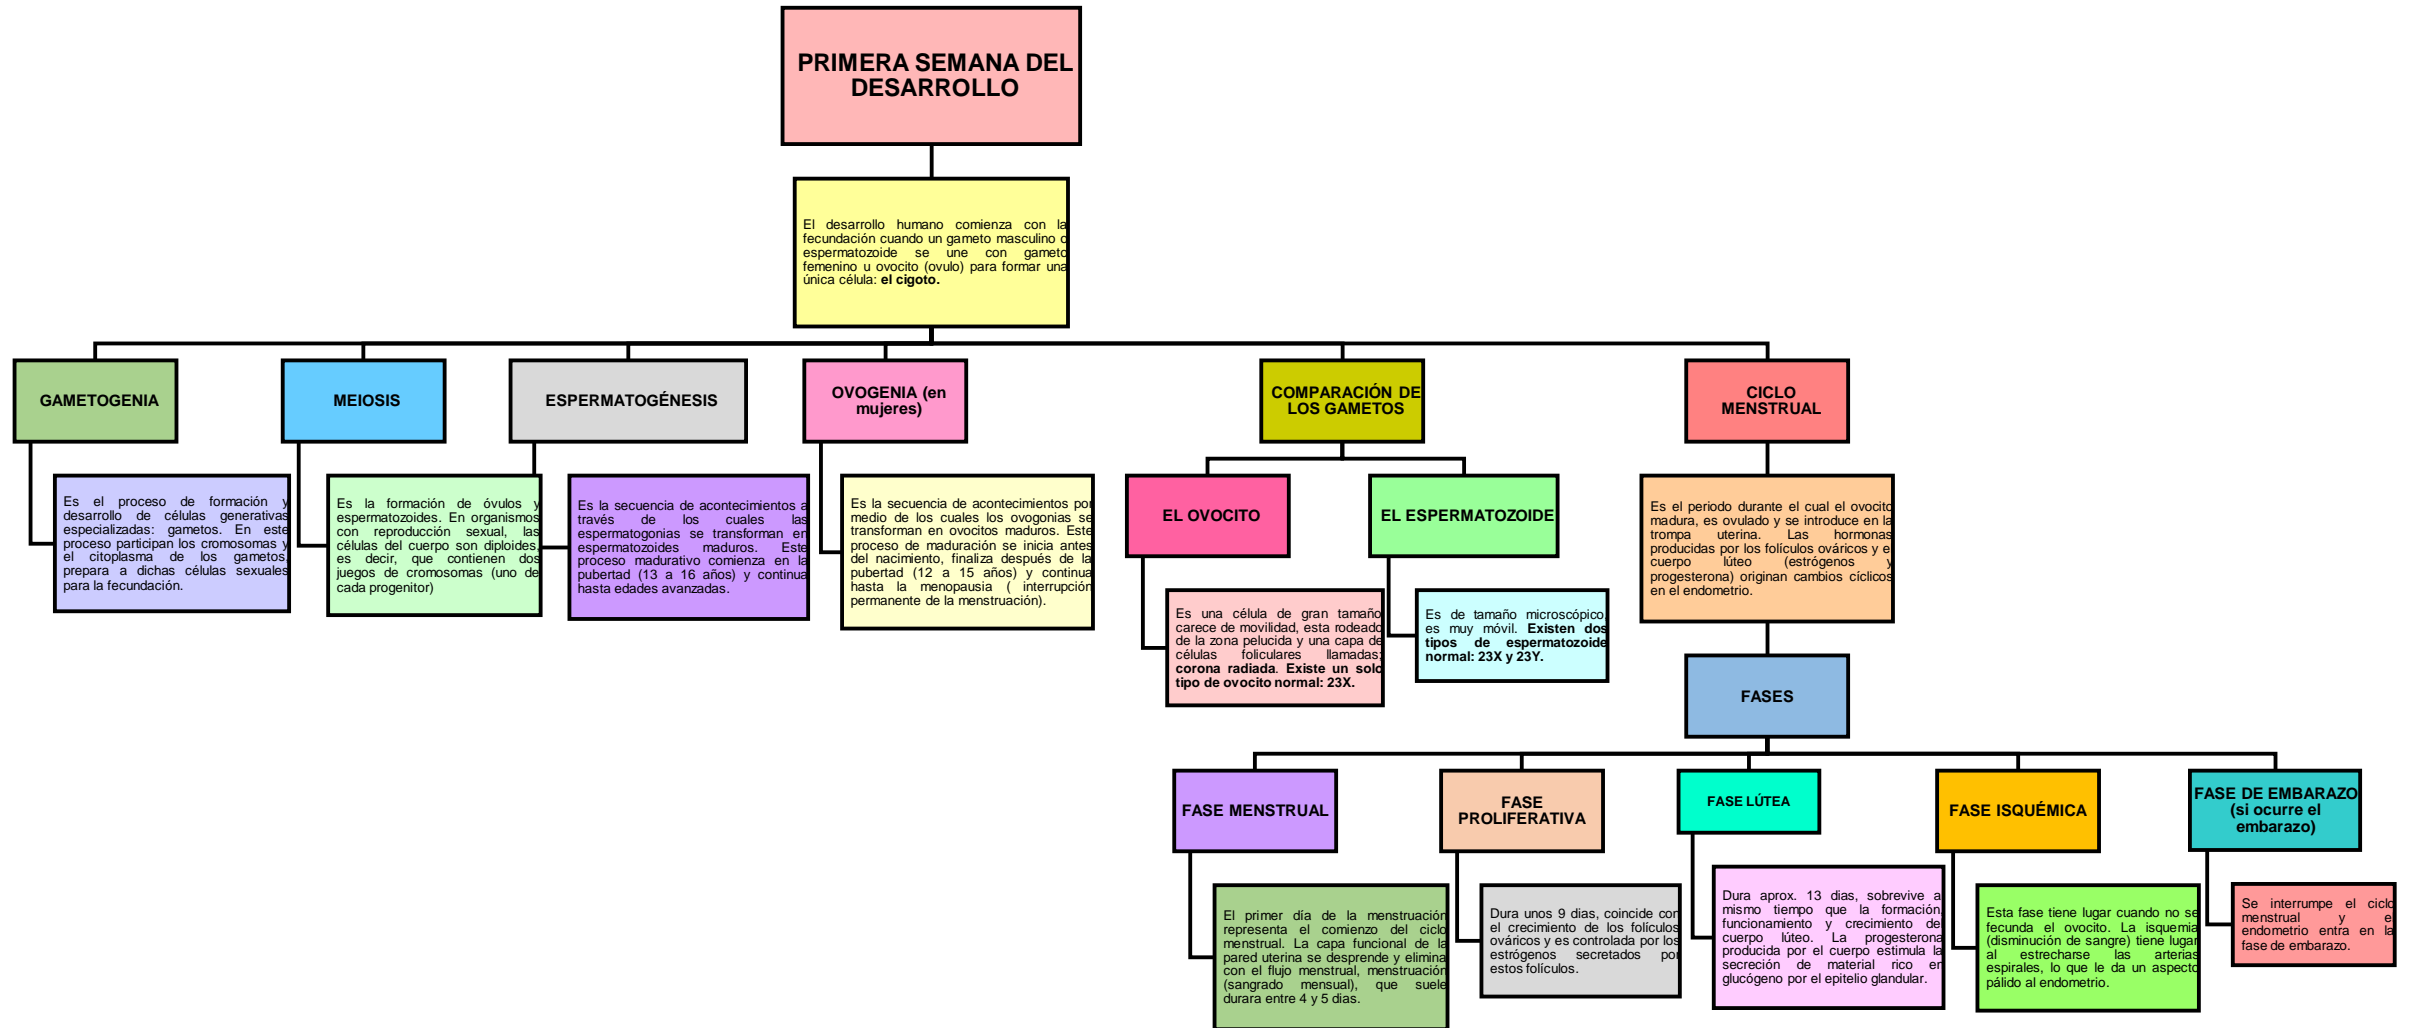 PRIMERA SEMANA DEL
DESARROLLO
El desarrollo humano comienza con la
fecundación cuando un gameto masculino o
espermatozoide se une con gameto
femenino u ovocito (ovulo) para formar una
única célula: el cigoto.
GAMETOGENIA
Es el proceso de formación y
desarrollo de células generativas
especializadas: gametos. En este
proceso participan los cromosomas y
el citoplasma de los gametos,
prepara a dichas células sexuales
para la fecundación.
MEIOSIS
Es la formación de óvulos y
espermatozoides. En organismos
con reproducción sexual, las
células del cuerpo son diploides,
es decir, que contienen dos
juegos de cromosomas (uno de
cada progenitor)
ESPERMATOGÉNESIS
Es la secuencia de acontecimientos a
través de los cuales las
espermatogonias se transforman en
espermatozoides maduros. Este
proceso madurativo comienza en la
pubertad (13 a 16 años) y continua
hasta edades avanzadas.
OVOGENIA (en
mujeres)
Es la secuencia de acontecimientos por
medio de los cuales los ovogonias se
transforman en ovocitos maduros. Este
proceso de maduración se inicia antes
del nacimiento, finaliza después de la
pubertad (12 a 15 años) y continua
hasta la menopausia ( interrupción
permanente de la menstruación).
COMPARACIÓN DE
LOS GAMETOS
EL OVOCITO
Es una célula de gran tamaño
carece de movilidad, esta rodeado
de la zona pelucida y una capa de
células foliculares llamadas;
corona radiada. Existe un solo
tipo de ovocito normal: 23X.
EL ESPERMATOZOIDE
Es de tamaño microscópico,
es muy móvil. Existen dos
tipos de espermatozoide
normal: 23X y 23Y.
CICLO
MENSTRUAL
Es el periodo durante el cual el ovocito
madura, es ovulado y se introduce en la
trompa uterina. Las hormonas
producidas por los folículos ováricos y el
cuerpo lúteo (estrógenos y
progesterona) originan cambios cíclicos
en el endometrio.
FASES
FASE MENSTRUAL
El primer día de la menstruación
representa el comienzo del ciclo
menstrual. La capa funcional de la
pared uterina se desprende y elimina
con el flujo menstrual, menstruación
(sangrado mensual), que suele
durara entre 4 y 5 dias.
FASE
PROLIFERATIVA
Dura unos 9 dias, coincide con
el crecimiento de los folículos
ováricos y es controlada por los
estrógenos secretados por
estos folículos.
FASE LÚTEA
Dura aprox. 13 dias, sobrevive al
mismo tiempo que la formación,
funcionamiento y crecimiento del
cuerpo lúteo. La progesterona
producida por el cuerpo estimula la
secreción de material rico en
glucógeno por el epitelio glandular.
FASE ISQUÉMICA
Esta fase tiene lugar cuando no se
fecunda el ovocito. La isquemia
(disminución de sangre) tiene lugar
al estrecharse las arterias
espirales, lo que le da un aspecto
pálido al endometrio.
FASE DE EMBARAZO
(si ocurre el
embarazo)
Se interrumpe el ciclo
menstrual y el
endometrio entra en la
fase de embarazo.